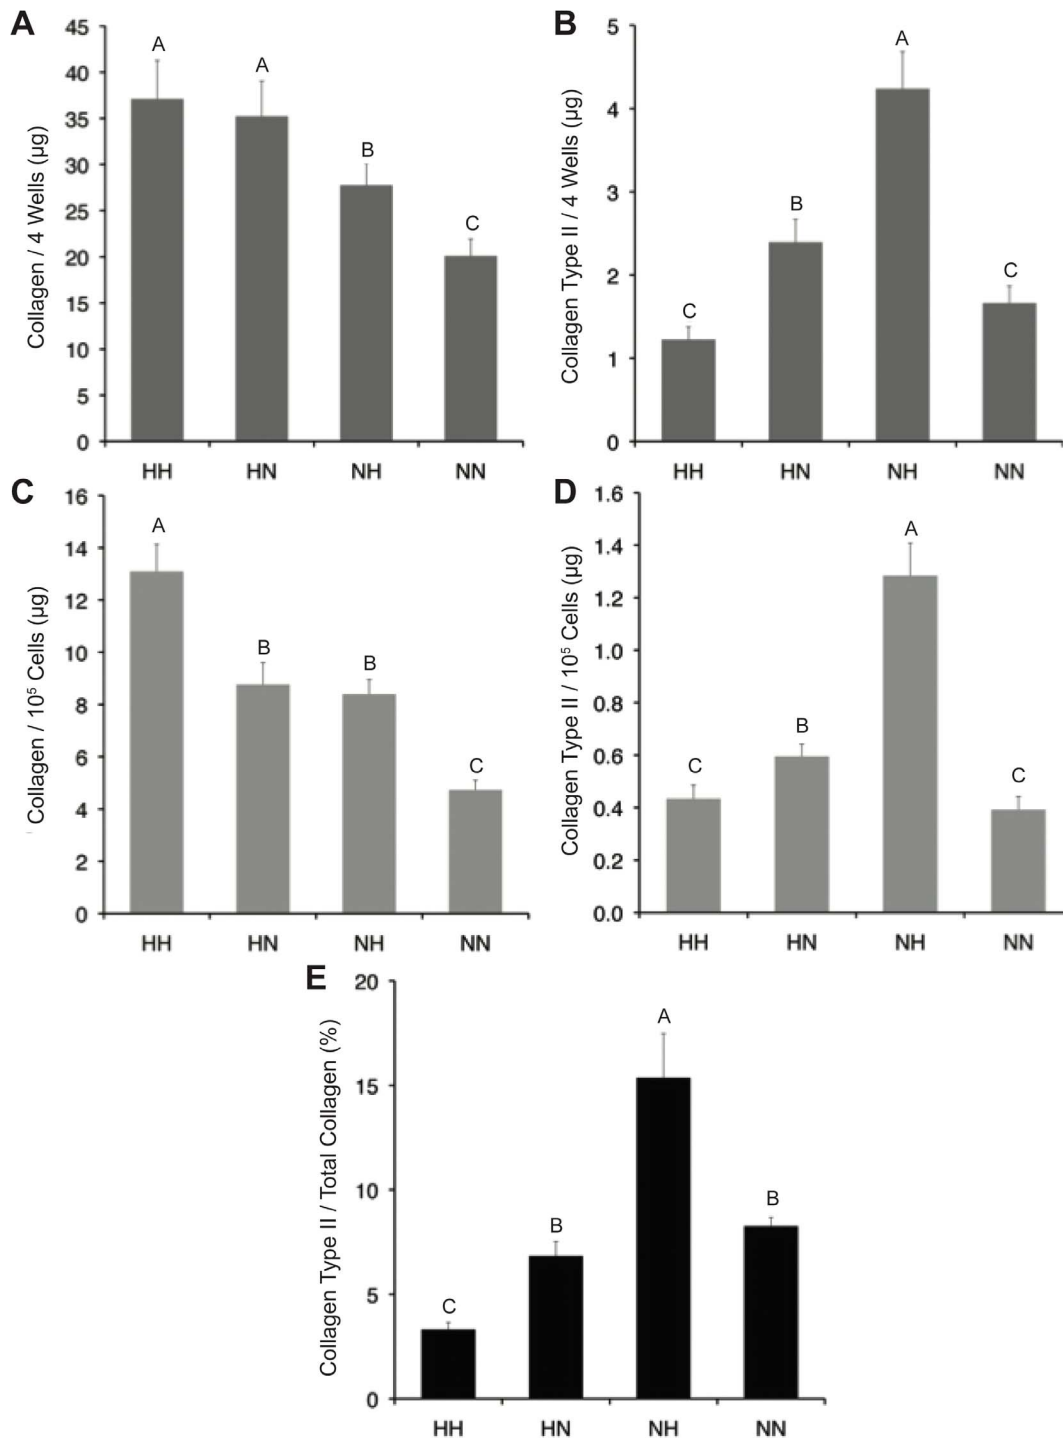 A
45
40
35
30
25
20
15
10
5
0
Collagen / 4 Wells (µg)
A
A
B
C
HH HN NH NN
B
5
4
3
2
1
0
Collagen Type II / 4 Wells (µg)
C
B
A
C
HH HN NH NN
C
16
14
12
10
8
6
4
2
0
Collagen / 10⁵ Cells (µg)
A
B
B
C
HH HN NH NN
D
1.6
1.4
1.2
1.0
0.8
0.6
0.4
0.2
0.0
Collagen Type II / 10⁵ Cells (µg)
C
B
A
C
HH HN NH NN
E
20
15
10
5
0
Collagen Type II / Total Collagen (%)
C
B
A
B
HH HN NH NN